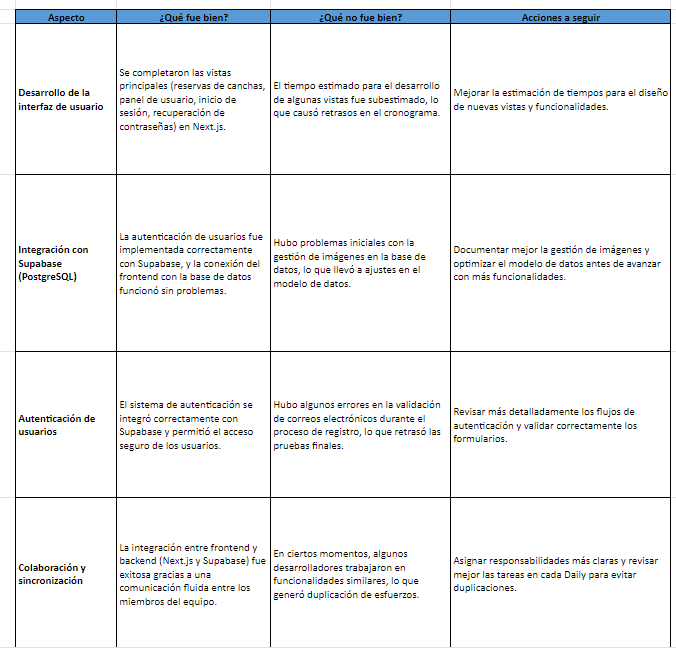 Aspecto ¿Qué fue bien? ¿Qué no fue bien? Acciones a seguir
Desarrollo de la
interfaz de usuario
Se completaron las vistas
principales (reservas de canchas,
panel de usuario, inicio de
sesión, recuperación de
contraseñas) en Next.js.
El tiempo estimado para el desarrollo
de algunas vistas fue subestimado, lo
que causó retrasos en el cronograma.
Mejorar la estimación de tiempos para el diseño
de nuevas vistas y funcionalidades.
Integración con
Supabase
(PostgreSQL)
La autenticación de usuarios fue
implementada correctamente
con Supabase, y la conexión del
frontend con la base de datos
funcionó sin problemas.
Hubo problemas iniciales con la
gestión de imágenes en la base de
datos, lo que llevó a ajustes en el
modelo de datos.
Documentar mejor la gestión de imágenes y
optimizar el modelo de datos antes de avanzar
con más funcionalidades.
Autenticación de
usuarios
El sistema de autenticación se
integró correctamente con
Supabase y permitió el acceso
seguro de los usuarios.
Hubo algunos errores en la validación
de correos electrónicos durante el
proceso de registro, lo que retrasó las
pruebas finales.
Revisar más detalladamente los flujos de
autenticación y validar correctamente los
formularios.
Colaboración y
sincronización
La integración entre frontend y
backend (Next.js y Supabase) fue
exitosa gracias a una
comunicación fluida entre los
miembros del equipo.
En ciertos momentos, algunos
desarrolladores trabajaron en
funcionalidades similares, lo que
generó duplicación de esfuerzos.
Asignar responsabilidades más claras y revisar
mejor las tareas en cada Daily para evitar
duplicaciones.